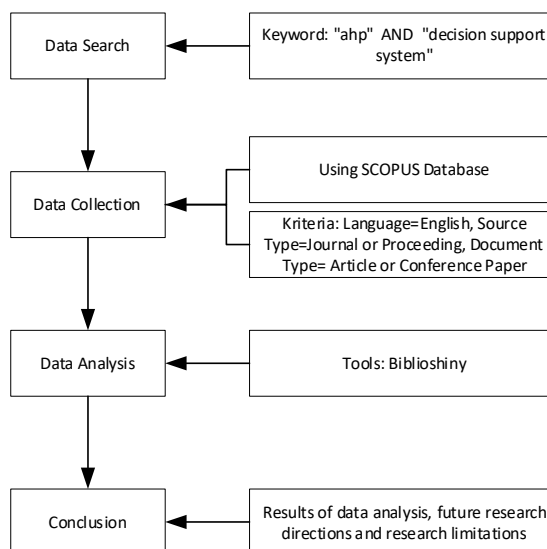 Data Search
Keyword: "ahp" AND "decision support
system"
Data Collection
Using SCOPUS Database
Kriteria: Language=English, Source
Type=Journal or Proceeding, Document
Type= Article or Conference Paper
Data Analysis
Tools: Biblioshiny
Conclusion
Results of data analysis, future research
directions and research limitations